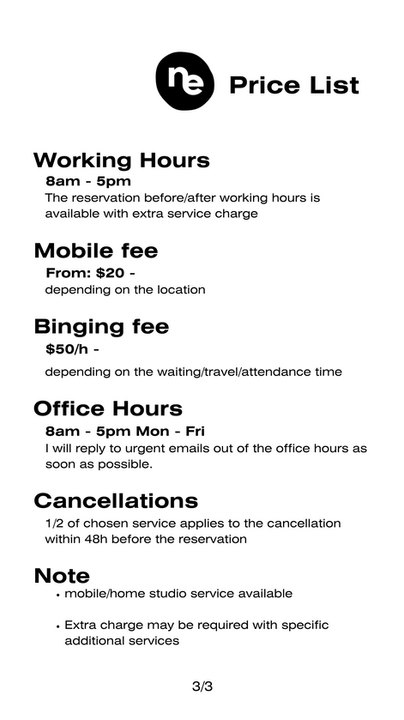 ne
Price List
Working Hours
8am - 5pm
The reservation before/after working hours is
available with extra service charge
Mobile fee
From: $20 -
depending on the location
Binging fee
$50/h -
depending on the waiting/travel/attendance time
Office Hours
8am - 5pm Mon - Fri
I will reply to urgent emails out of the office hours as
soon as possible.
Cancellations
1/2 of chosen service applies to the cancellation
within 48h before the reservation
Note
• mobile/home studio service available
• Extra charge may be required with specific
additional services
3/3